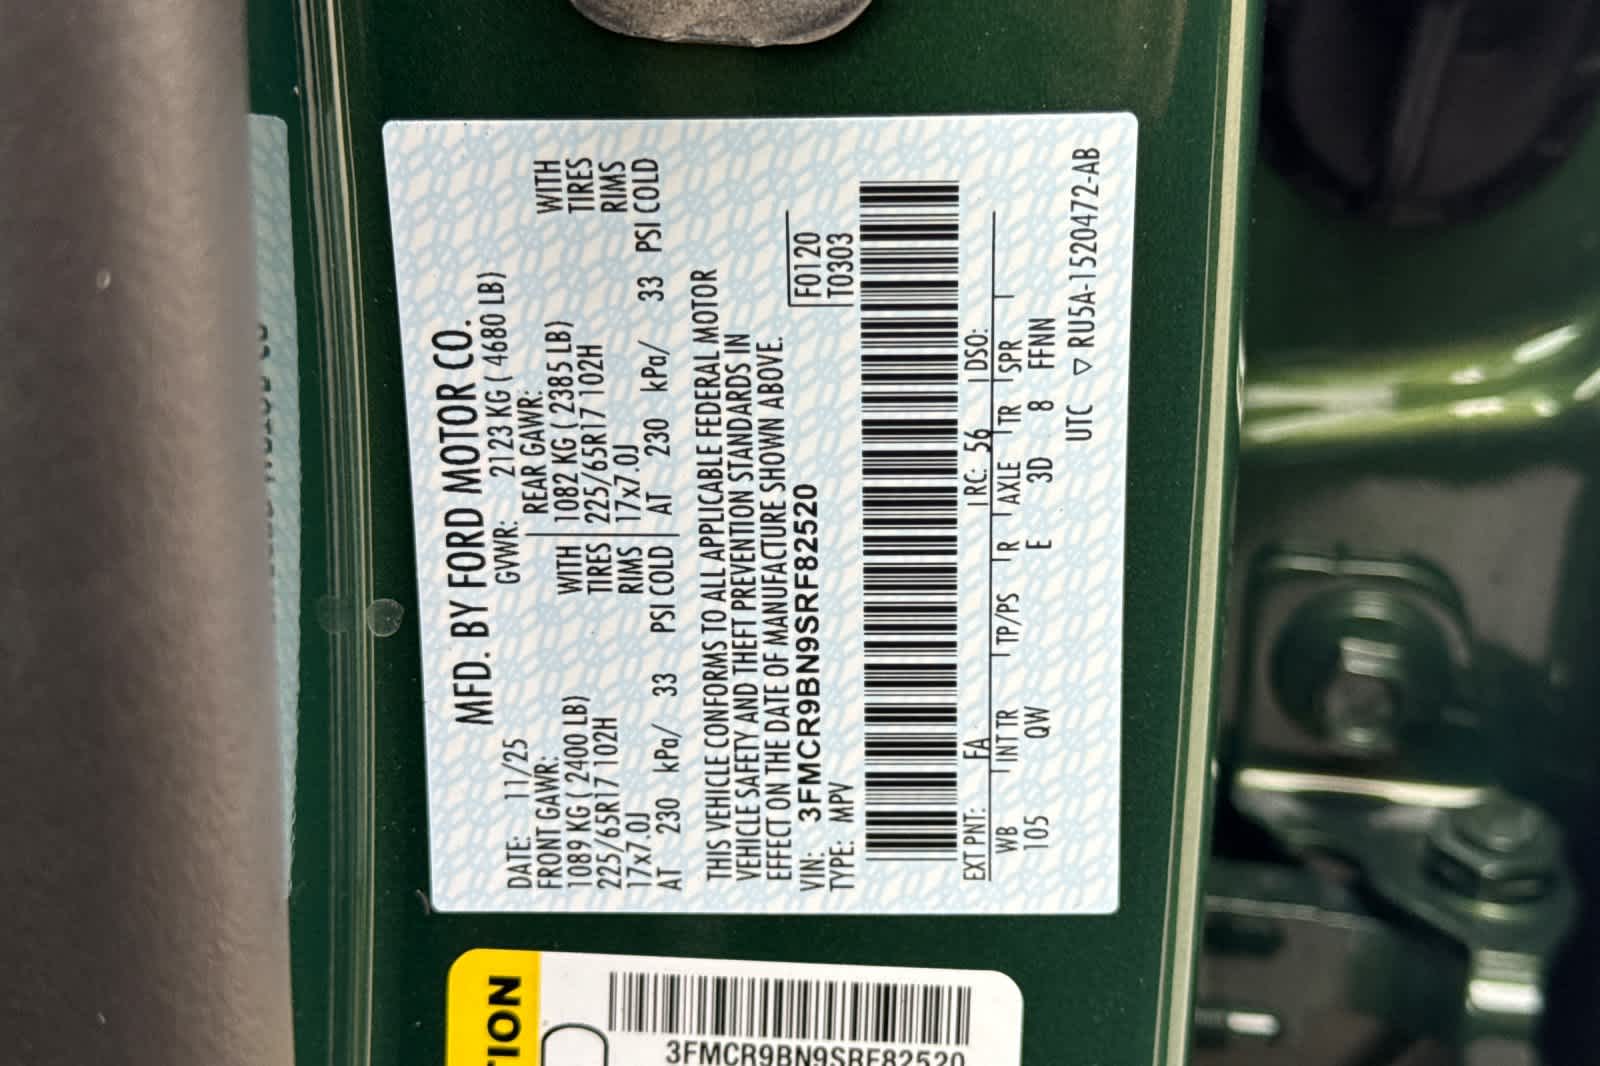 MFD. BY FORD MOTOR CO.
DATE: 11/25 GVWR: 2123 KG ( 4680 LB)
FRONT GAWR: REAR GAWR:
1089 KG ( 2400 LB) WITH 1082 KG ( 2385 LB) WITH
225/65R17 102H TIRES 225/65R17 102H TIRES
17x7.0J RIMS 17x7.0J RIMS
AT 230 kPa/ 33 PSI COLD AT 230 kPa/ 33 PSI COLD
THIS VEHICLE CONFORMS TO ALL APPLICABLE FEDERAL MOTOR
VEHICLE SAFETY AND THEFT PREVENTION STANDARDS IN
EFFECT ON THE DATE OF MANUFACTURE SHOWN ABOVE.
VIN: 3FMCR9BN9SRF82520 F0120
TYPE: MPV T0303
EXT PNT: FA RC: 56 DSO:
WB INT TR TP/PS R AXLE TR SPR
105 QW E 3D 8 FFNN
UTC ▽ RU5A-1520472-AB
TION
3FMCR9BN9SRF82520